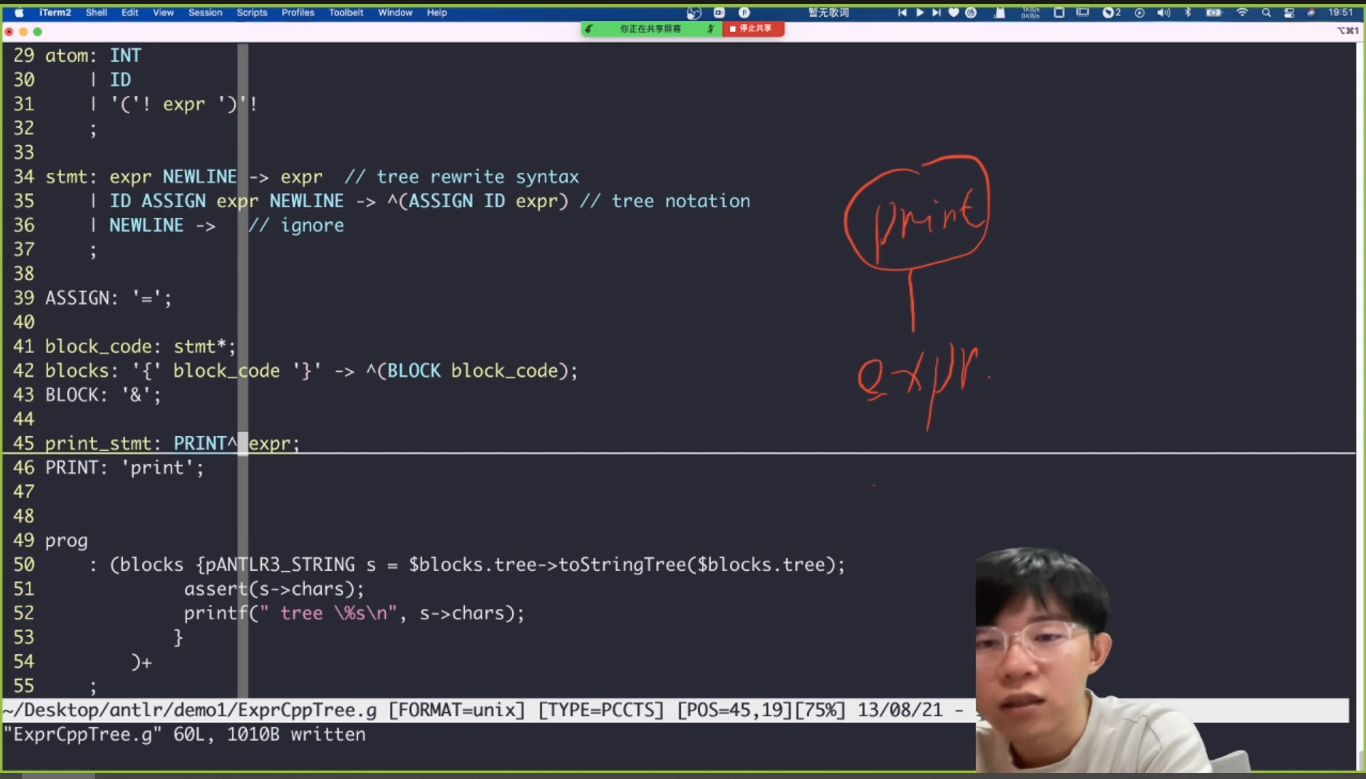 iTerm2 Shell Edit View Session Scripts Profiles Toolbelt Window Help 暂无歌词 2 19:51
你正在共享屏幕 停止共享
⌥⌘1
29 atom: INT
30 | ID
31 | '('! expr ')'!
32 ;
33
34 stmt: expr NEWLINE -> expr // tree rewrite syntax
35 | ID ASSIGN expr NEWLINE -> ^(ASSIGN ID expr) // tree notation
36 | NEWLINE -> // ignore
37 ;
38
39 ASSIGN: '=';
40
41 block_code: stmt*;
42 blocks: '{' block_code '}' -> ^(BLOCK block_code);
43 BLOCK: '&';
44
45 print_stmt: PRINT^ expr;
46 PRINT: 'print';
47
48
49 prog
50 : (blocks {pANTLR3_STRING s = $blocks.tree->toStringTree($blocks.tree);
51 assert(s->chars);
52 printf(" tree \%s\n", s->chars);
53 }
54 )+
55 ;
~/Desktop/antlr/demo1/ExprCppTree.g [FORMAT=unix] [TYPE=PCCTS] [POS=45,19][75%] 13/08/21 -
"ExprCppTree.g" 60L, 1010B written
print
expr.